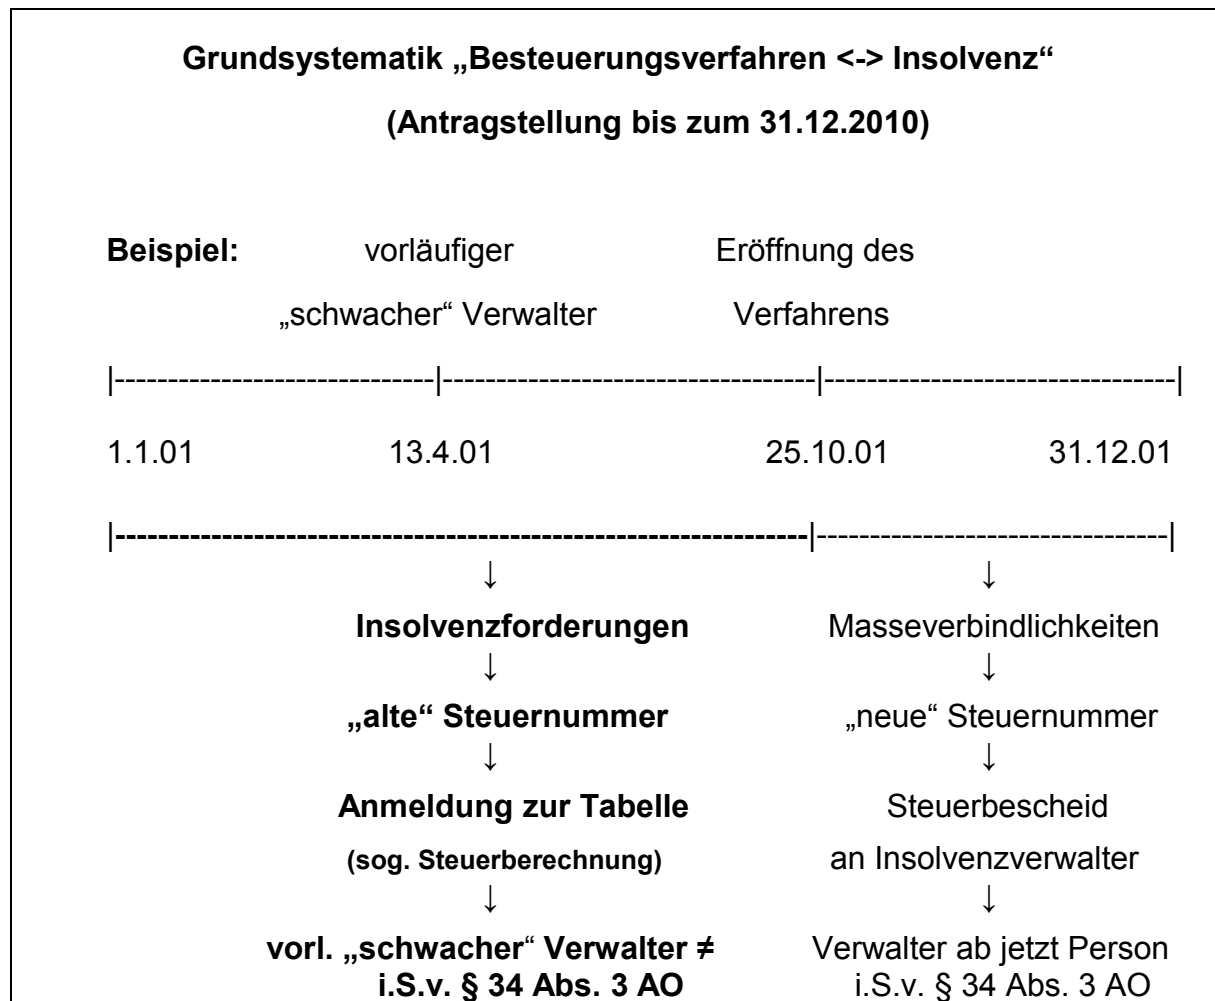 Grundsystematik „Besteuerungsverfahren <-> Insolvenz“
(Antragstellung bis zum 31.12.2010)
Beispiel: vorläufiger Eröffnung des
„schwacher“ Verwalter Verfahrens
|------------------------------|-------------------------------------|---------------------------------|
1.1.01 13.4.01 25.10.01 31.12.01
|----------------------------------------------------------------|---------------------------------|
↓ ↓
Insolvenzforderungen Masseverbindlichkeiten
↓ ↓
„alte“ Steuernummer „neue“ Steuernummer
↓ ↓
Anmeldung zur Tabelle Steuerbescheid
(sog. Steuerberechnung) an Insolvenzverwalter
↓ ↓
vorl. „schwacher“ Verwalter ≠ Verwalter ab jetzt Person
i.S.v. § 34 Abs. 3 AO i.S.v. § 34 Abs. 3 AO